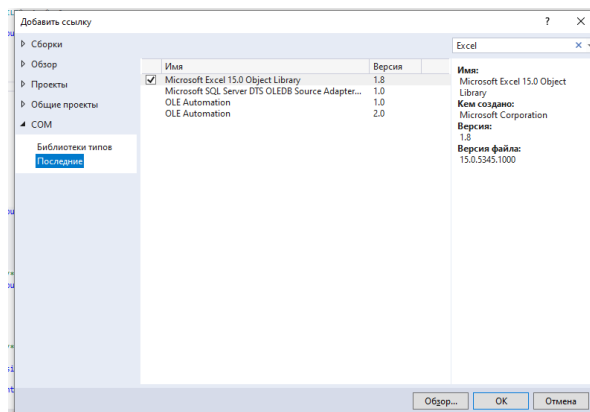 Добавить ссылку
?
Сборки
Обзор
Проекты
Общие проекты
COM
Библиотеки типов
Последние
Имя Версия
Microsoft Excel 15.0 Object Library 1.8
Microsoft SQL Server DTS OLEDB Source Adapter... 1.0
OLE Automation 1.0
OLE Automation 2.0
Excel
Имя:
Microsoft Excel 15.0 Object
Library
Кем создано:
Microsoft Corporation
Версия:
1.8
Версия файла:
15.0.5345.1000
Обзор... ОК Отмена